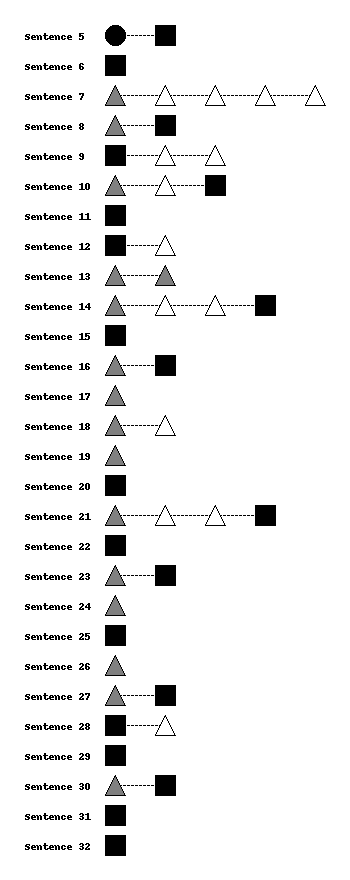 Sentence 5
Sentence 6
Sentence 7
Sentence 8
Sentence 9
Sentence 10
Sentence 11
Sentence 12
Sentence 13
Sentence 14
Sentence 15
Sentence 16
Sentence 17
Sentence 18
Sentence 19
Sentence 20
Sentence 21
Sentence 22
Sentence 23
Sentence 24
Sentence 25
Sentence 26
Sentence 27
Sentence 28
Sentence 29
Sentence 30
Sentence 31
Sentence 32